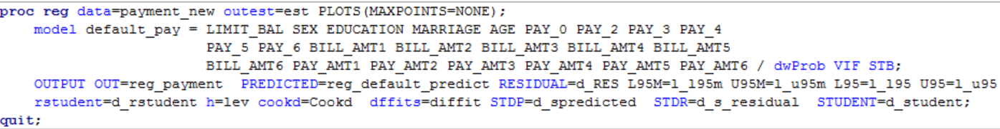 proc reg data=payment_new outest=est PLOTS(MAXPOINTS=NONE);
model default_pay = LIMIT_BAL SEX EDUCATION MARRIAGE AGE PAY_0 PAY_2 PAY_3 PAY_4
PAY_5 PAY_6 BILL_AMT1 BILL_AMT2 BILL_AMT3 BILL_AMT4 BILL_AMT5
BILL_AMT6 PAY_AMT1 PAY_AMT2 PAY_AMT3 PAY_AMT4 PAY_AMT5 PAY_AMT6 / dwProb VIF STB;
OUTPUT OUT=reg_payment PREDICTED=reg_default_predict RESIDUAL=d_RES L95M=l_l95m U95M=l_u95m L95=l_l95 U95=l_u95
rstudent=d_rstudent h=lev cookd=Cookd dffits=diffit STDP=d_spredicted STDR=d_s_residual STUDENT=d_student;
quit;